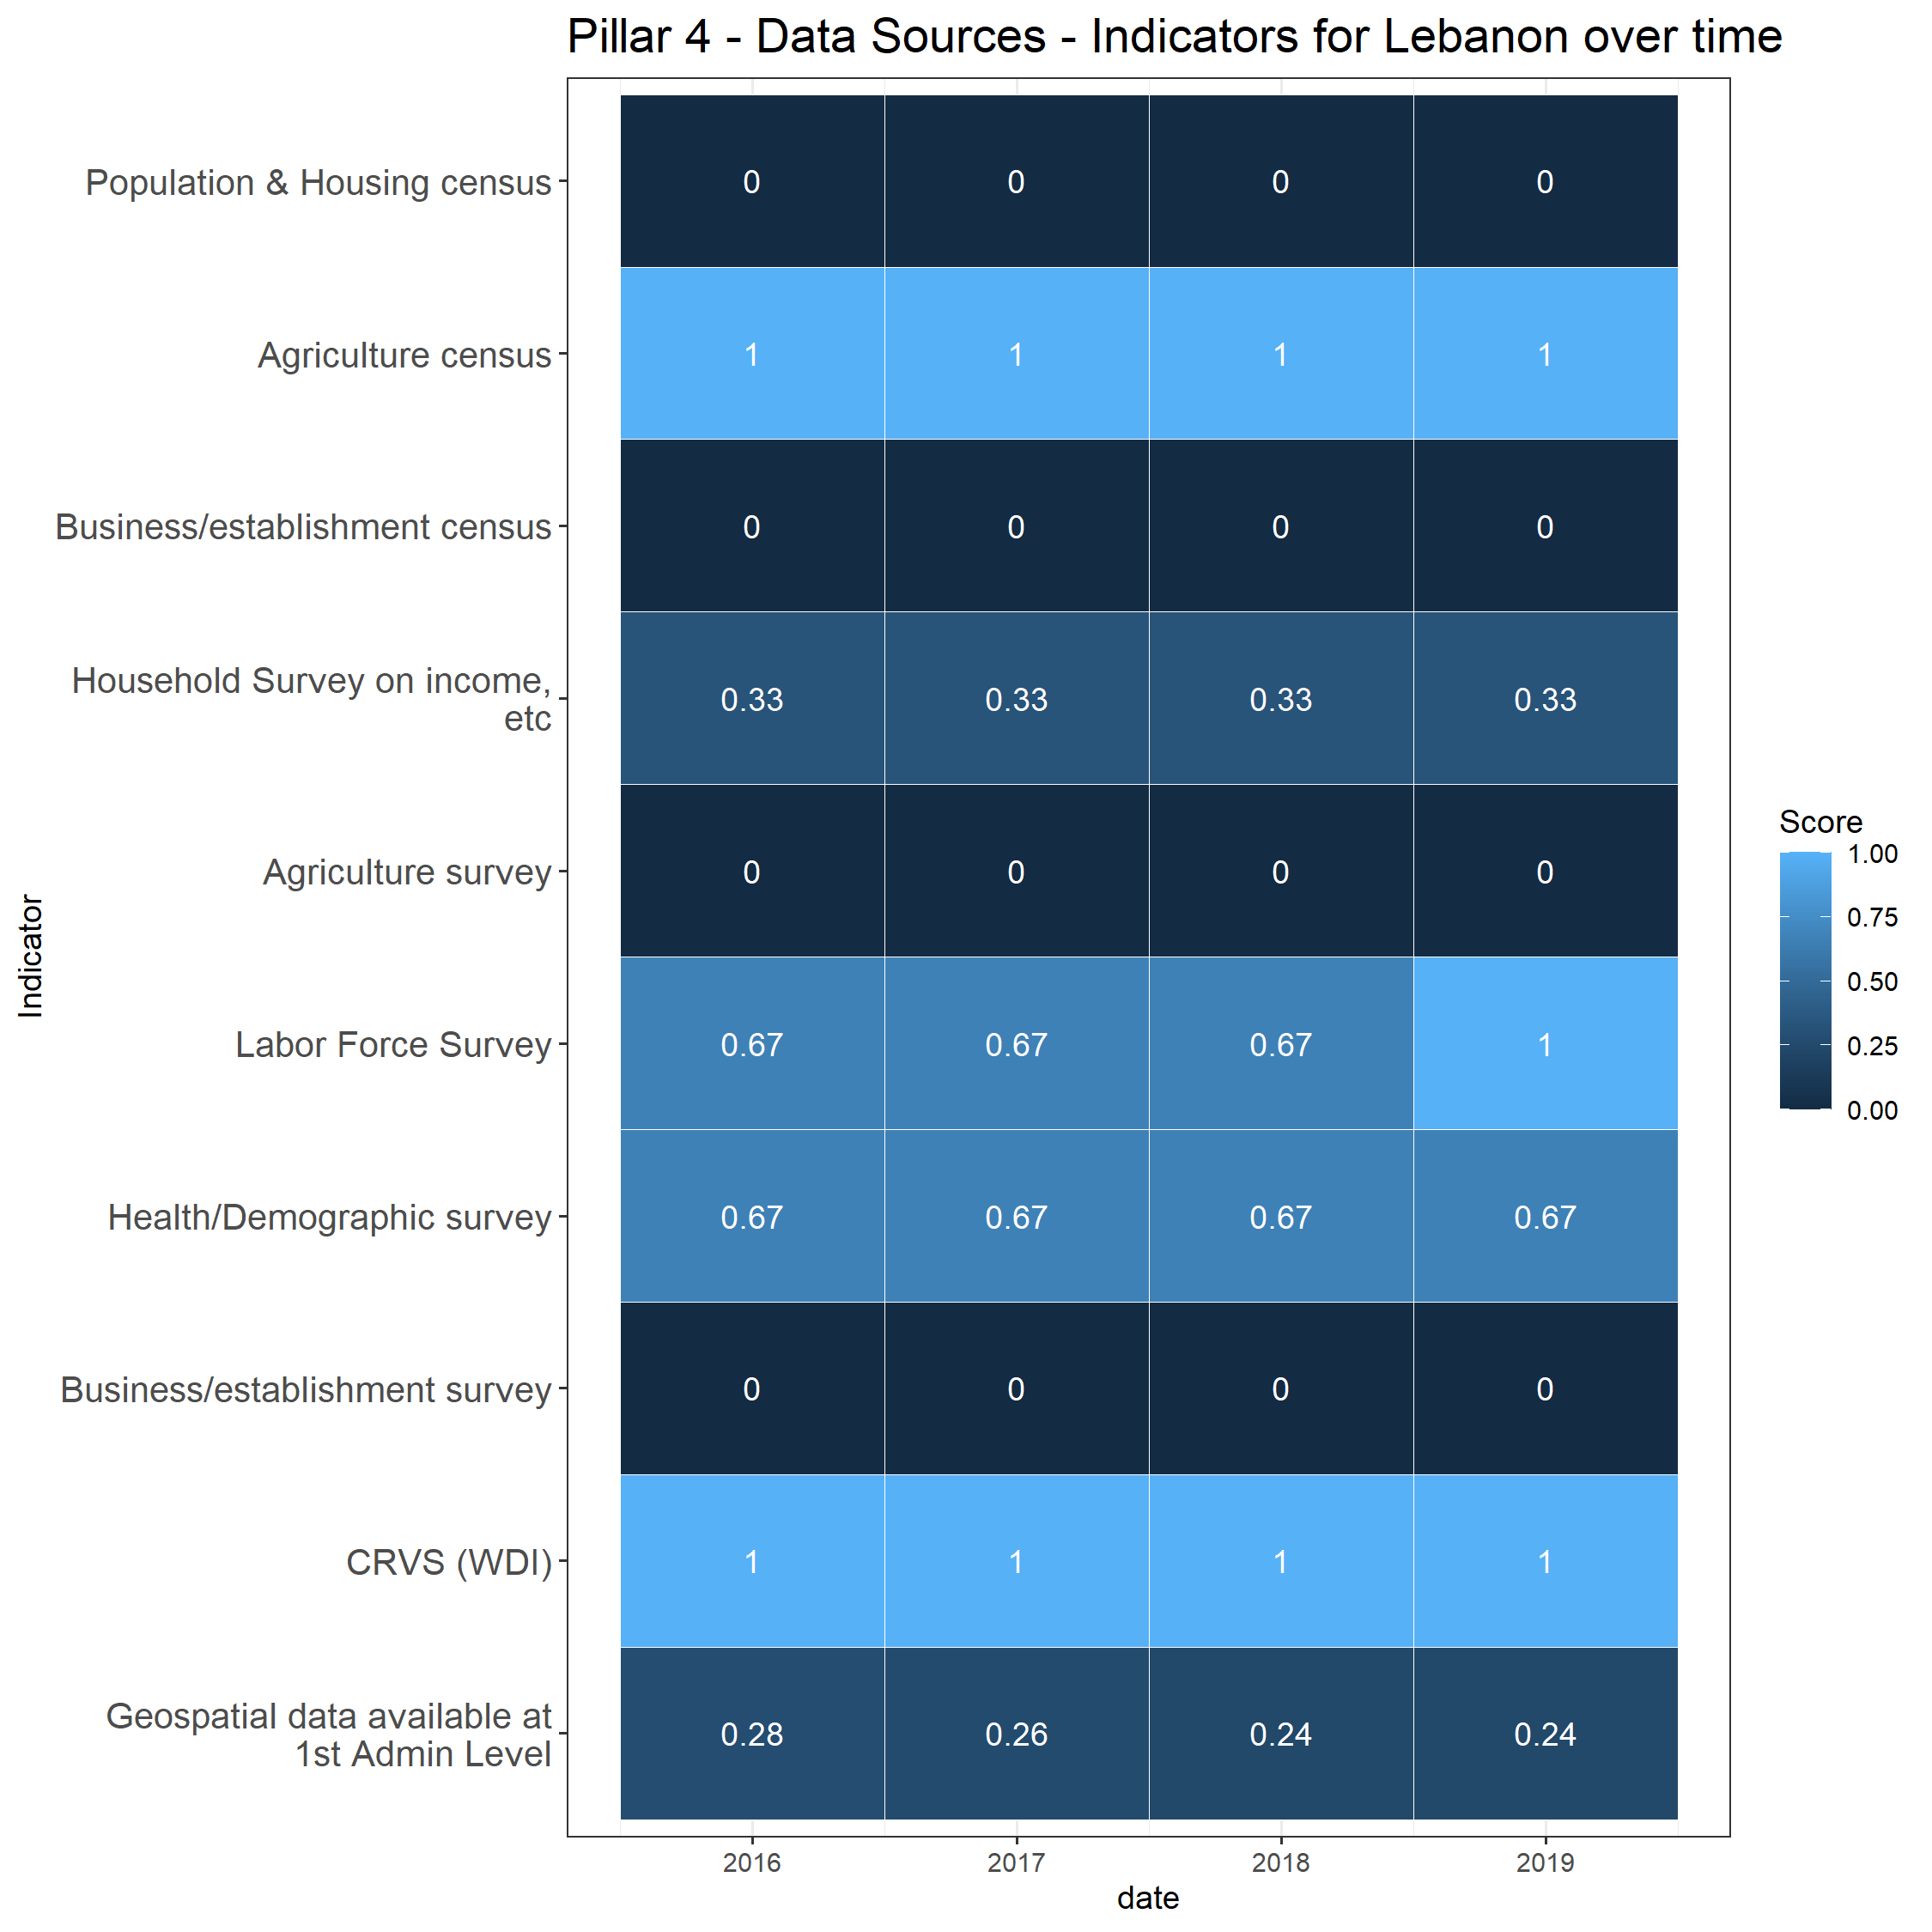 Pillar 4 - Data Sources - Indicators for Lebanon over time
Population & Housing census
0 0 0 0
Agriculture census
1 1 1 1
Business/establishment census
0 0 0 0
Household Survey on income,
etc
0.33 0.33 0.33 0.33
Agriculture survey
0 0 0 0
Labor Force Survey
0.67 0.67 0.67 1
Health/Demographic survey
0.67 0.67 0.67 0.67
Business/establishment survey
0 0 0 0
CRVS (WDI)
1 1 1 1
Geospatial data available at
1st Admin Level
0.28 0.26 0.24 0.24
2016 2017 2018 2019
date
Indicator
Score
1.00
0.75
0.50
0.25
0.00